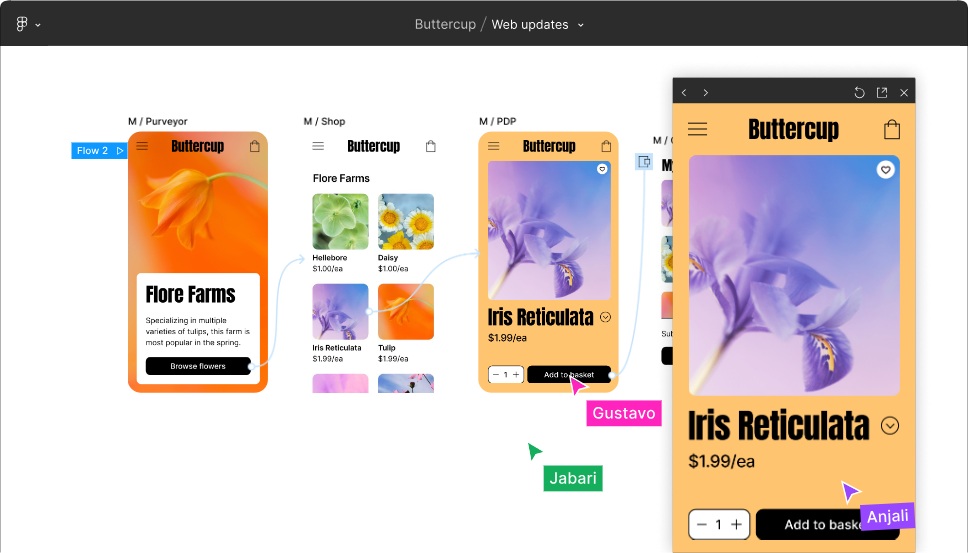 Buttercup / Web updates
M / Purveyor
Flow 2
Buttercup
Flore Farms
Specializing in multiple
varieties of tulips, this farm is
most popular in the spring.
Browse flowers
M / Shop
Buttercup
Flore Farms
Hellebore
$1.00/ea
Daisy
$1.00/ea
Iris Reticulata
$1.99/ea
Tulip
$1.99/ea
M / PDP
Buttercup
Iris Reticulata
$1.99/ea
1
Add to basket
Gustavo
Jabari
M /
Buttercup
Iris Reticulata
$1.99/ea
1
Add to baske
Anjali